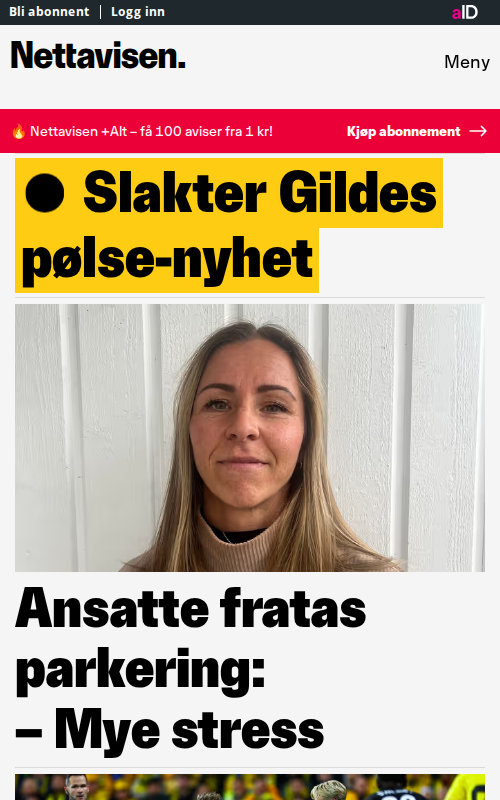 Bli abonnent
Logg inn
aID
Nettavisen.
Meny
🔥 Nettavisen +Alt – få 100 aviser fra 1 kr!
Kjøp abonnement →
● Slakter Gildes
pølse-nyhet
Ansatte fratas
parkering:
– Mye stress